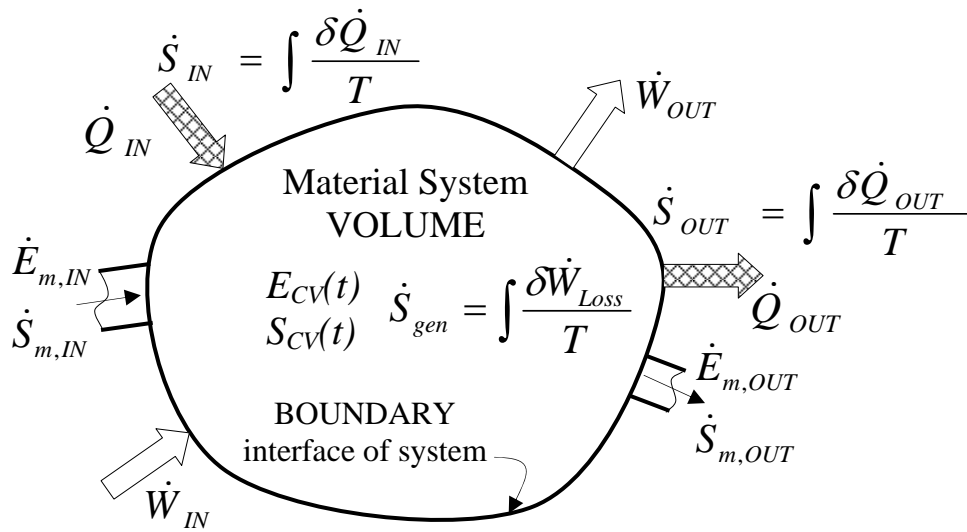 Ṡ_IN = ∫ δQ̇_IN / T
Q̇_IN
Ẇ_OUT
Material System
VOLUME
Ṡ_OUT = ∫ δQ̇_OUT / T
Q̇_OUT
Ė_m,IN
Ṡ_m,IN
E_CV(t)
S_CV(t)
Ṡ_gen = ∫ δẆ_Loss / T
Ė_m,OUT
Ṡ_m,OUT
BOUNDARY
interface of system
Ẇ_IN